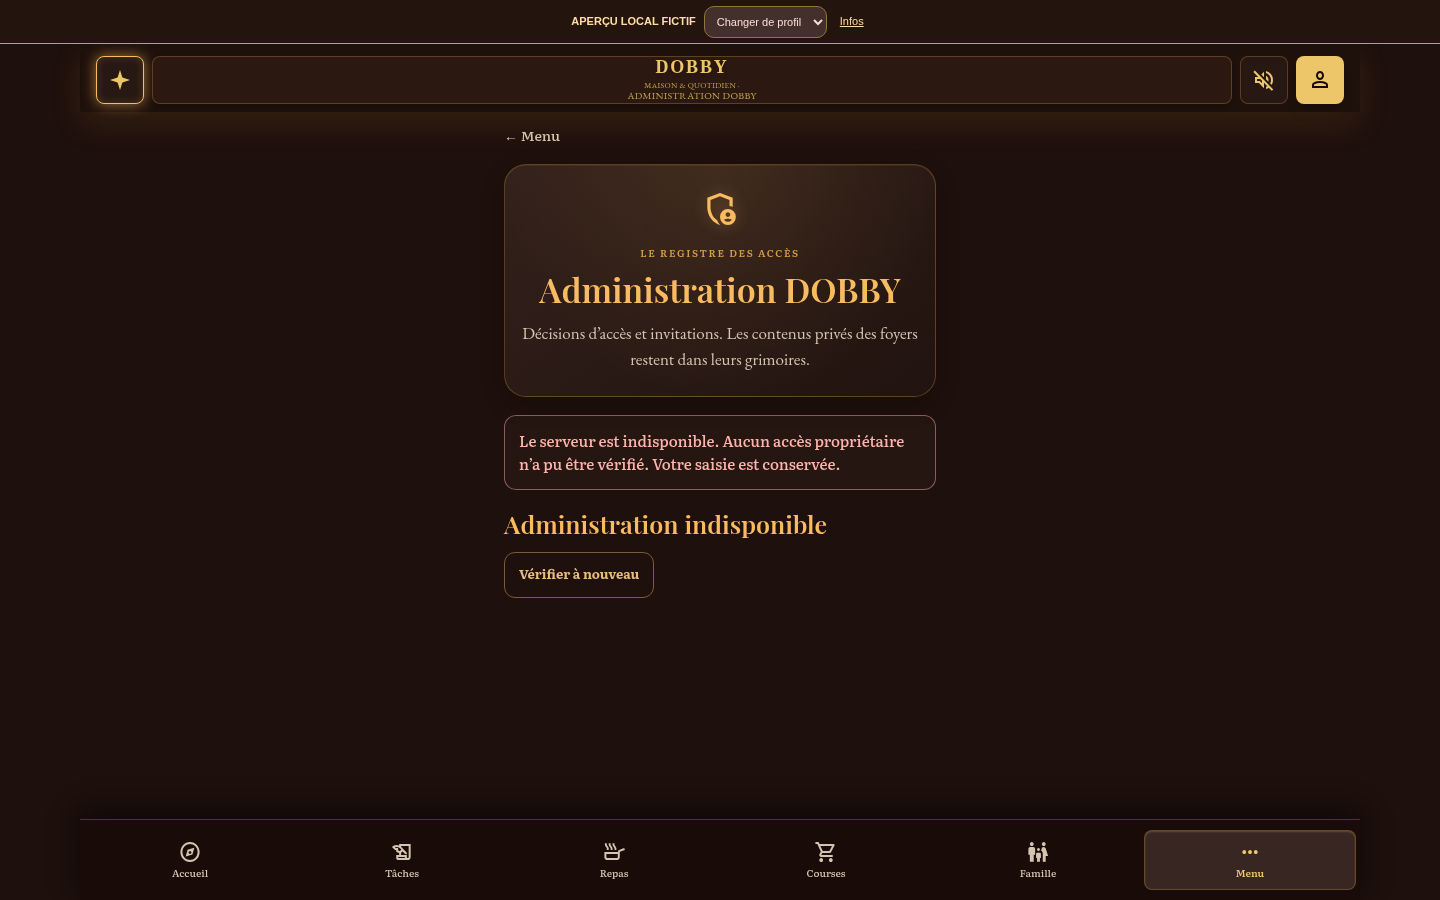 APERÇU LOCAL FICTIF Changer de profil Infos
DOBBY
MAISON & QUOTIDIEN ·
ADMINISTRATION DOBBY
← Menu
LE REGISTRE DES ACCÈS
Administration DOBBY
Décisions d’accès et invitations. Les contenus privés des foyers
restent dans leurs grimoires.
Le serveur est indisponible. Aucun accès propriétaire
n’a pu être vérifié. Votre saisie est conservée.
Administration indisponible
Vérifier à nouveau
Accueil Tâches Repas Courses Famille Menu